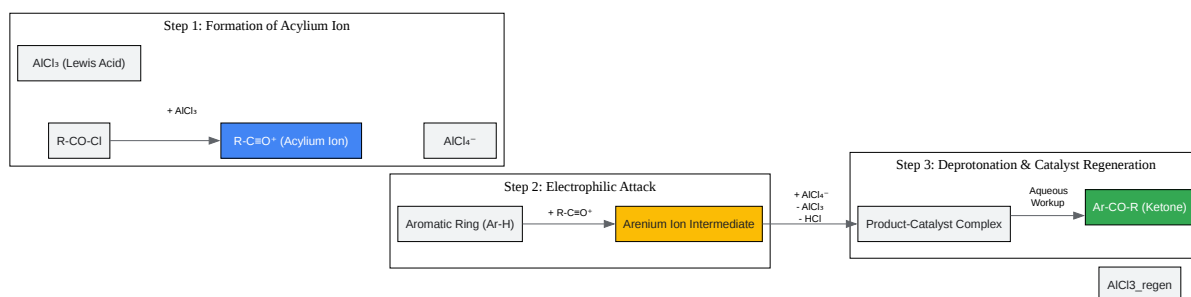 Step 1: Formation of Acylium Ion
AlCl₃ (Lewis Acid)
+ AlCl₃
R-CO-Cl
R-C≡O⁺ (Acylium Ion)
AlCl₄⁻
Step 2: Electrophilic Attack
Aromatic Ring (Ar-H)
+ R-C≡O⁺
Arenium Ion Intermediate
+ AlCl₄⁻
- AlCl₃
- HCl
Step 3: Deprotonation & Catalyst Regeneration
Product-Catalyst Complex
Aqueous
Workup
Ar-CO-R (Ketone)
AlCl3_regen